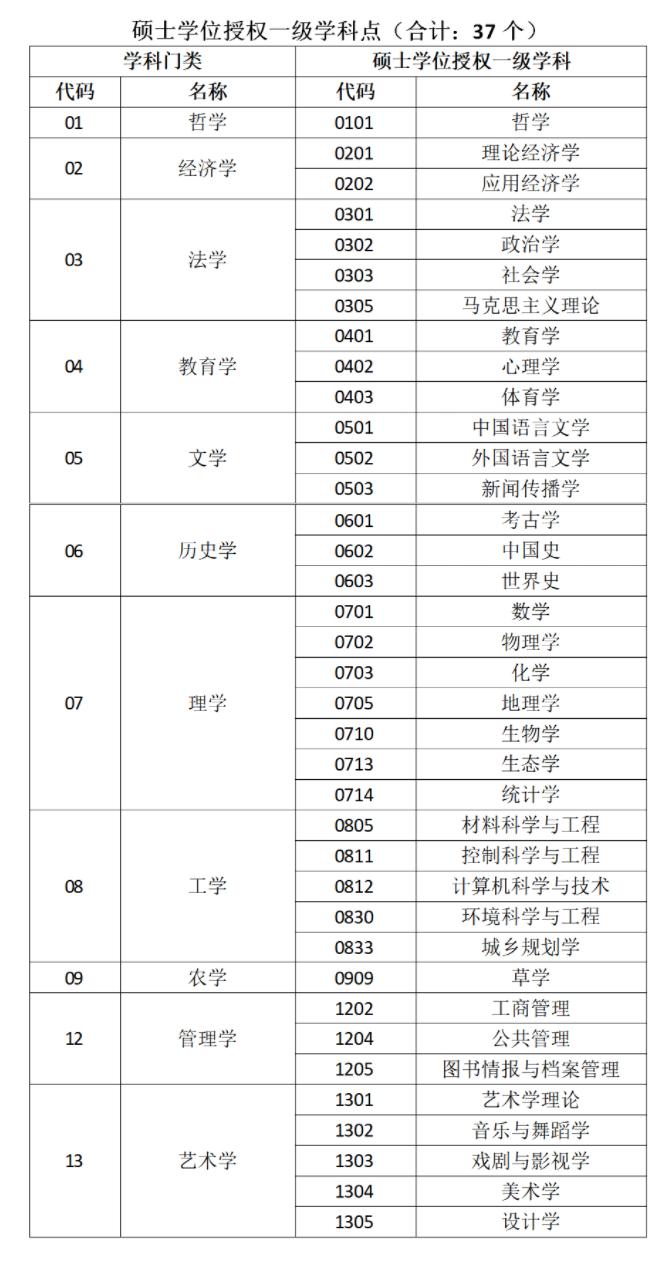 硕士学位授权一级学科点（合计：37 个）
学科门类 硕士学位授权一级学科
代码 名称 代码 名称
01 哲学 0101 哲学
02 经济学 0201 理论经济学
0202 应用经济学
03 法学 0301 法学
0302 政治学
0303 社会学
0305 马克思主义理论
04 教育学 0401 教育学
0402 心理学
0403 体育学
05 文学 0501 中国语言文学
0502 外国语言文学
0503 新闻传播学
06 历史学 0601 考古学
0602 中国史
0603 世界史
07 理学 0701 数学
0702 物理学
0703 化学
0705 地理学
0710 生物学
0713 生态学
0714 统计学
08 工学 0805 材料科学与工程
0811 控制科学与工程
0812 计算机科学与技术
0830 环境科学与工程
0833 城乡规划学
09 农学 0909 草学
12 管理学 1202 工商管理
1204 公共管理
1205 图书情报与档案管理
13 艺术学 1301 艺术学理论
1302 音乐与舞蹈学
1303 戏剧与影视学
1304 美术学
1305 设计学